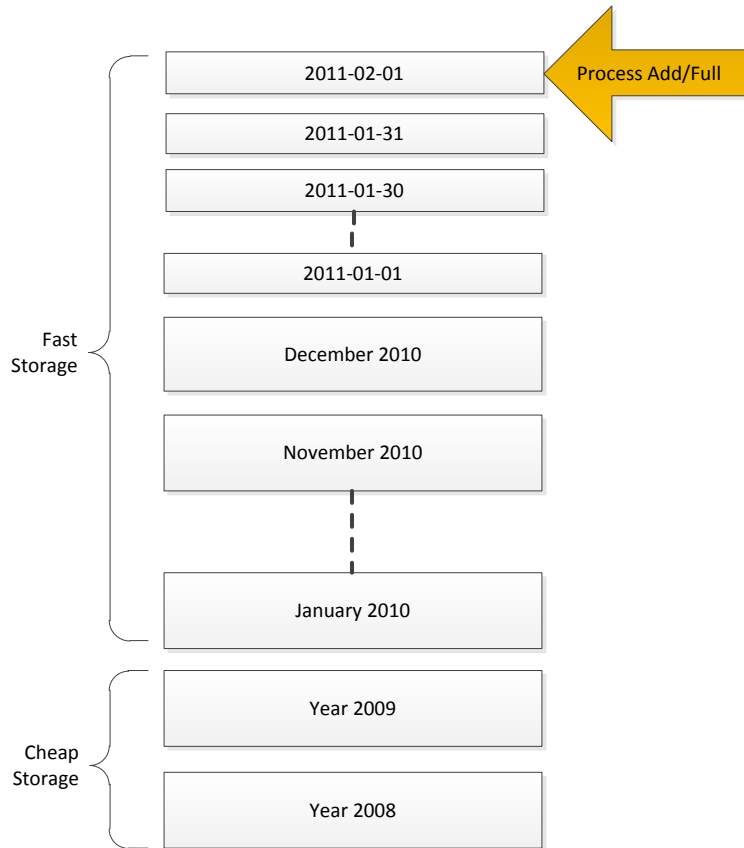 2011-02-01
Process Add/Full
2011-01-31
2011-01-30
2011-01-01
Fast
Storage
December 2010
November 2010
January 2010
Year 2009
Cheap
Storage
Year 2008